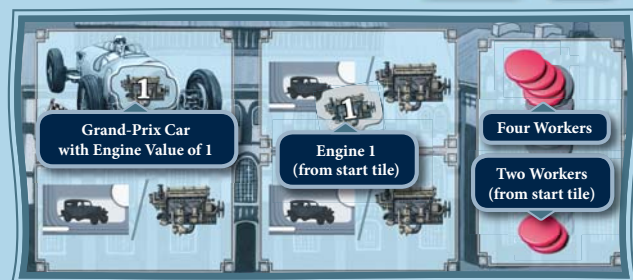 1
Grand-Prix Car
with Engine Value of 1
1
Engine 1
(from start tile)
Four Workers
Two Workers
(from start tile)